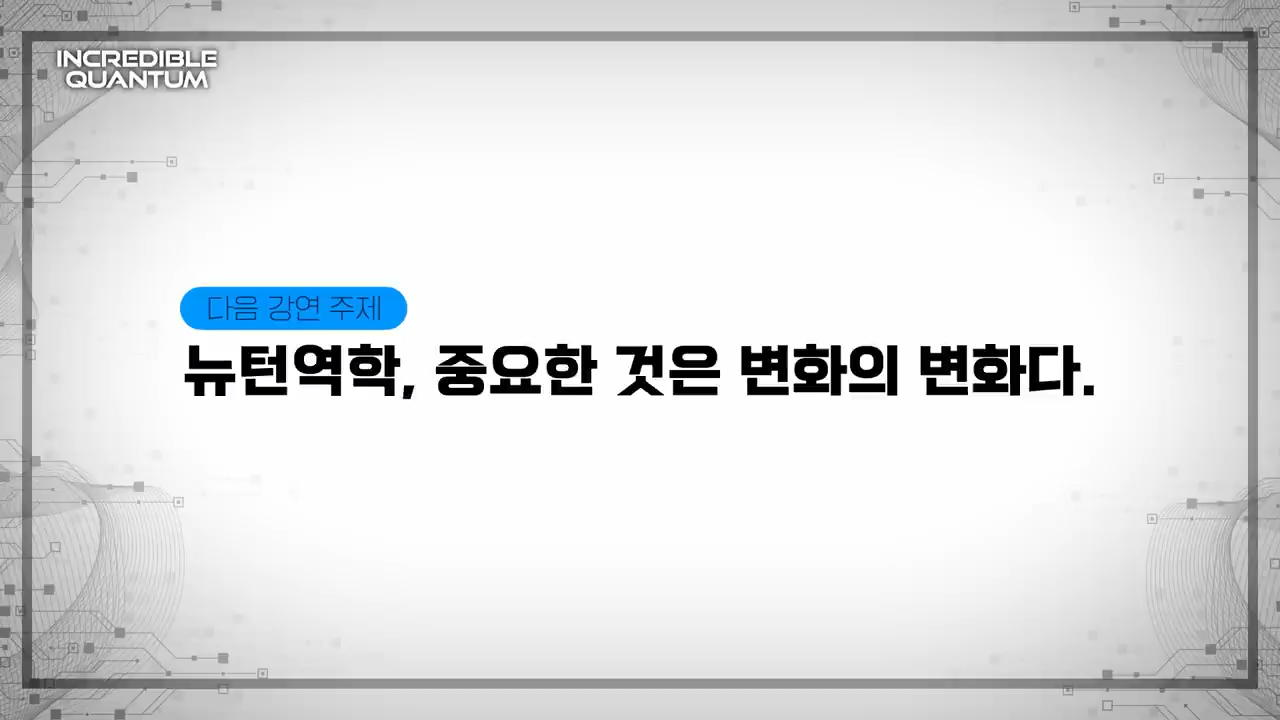 INCREDIBLE
QUANTUM
다음 강연 주제
뉴턴역학, 중요한 것은 변화의 변화다.